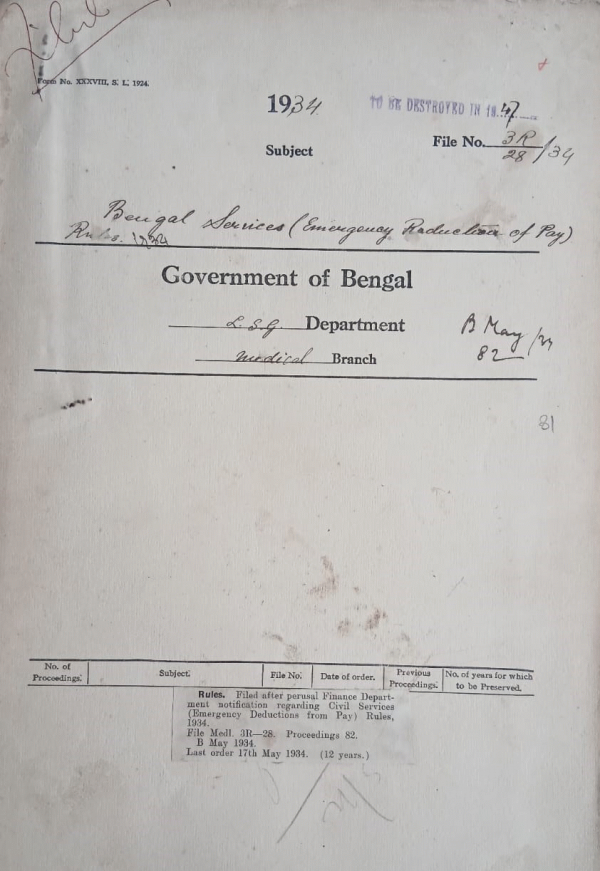 Form No. XXXVIII, S. L. 1924.
1934
TO BE DESTROYED IN 1947
File No. 3R/28/34
Subject
Bengal Services (Emergency Reduction of Pay)
Rules. 1934
Government of Bengal
L.S.G Department
Medical Branch
B May/34
82
81
No. of Proceedings. Subject. File No. Date of order. Previous Proceedings. No. of years for which to be Preserved.
Rules. Filed after perusal Finance Depart-
ment notification regarding Civil Services
(Emergency Deductions from Pay) Rules,
1934.
File Medl. 3R—28. Proceedings 82.
B May 1934.
Last order 17th May 1934. (12 years.)